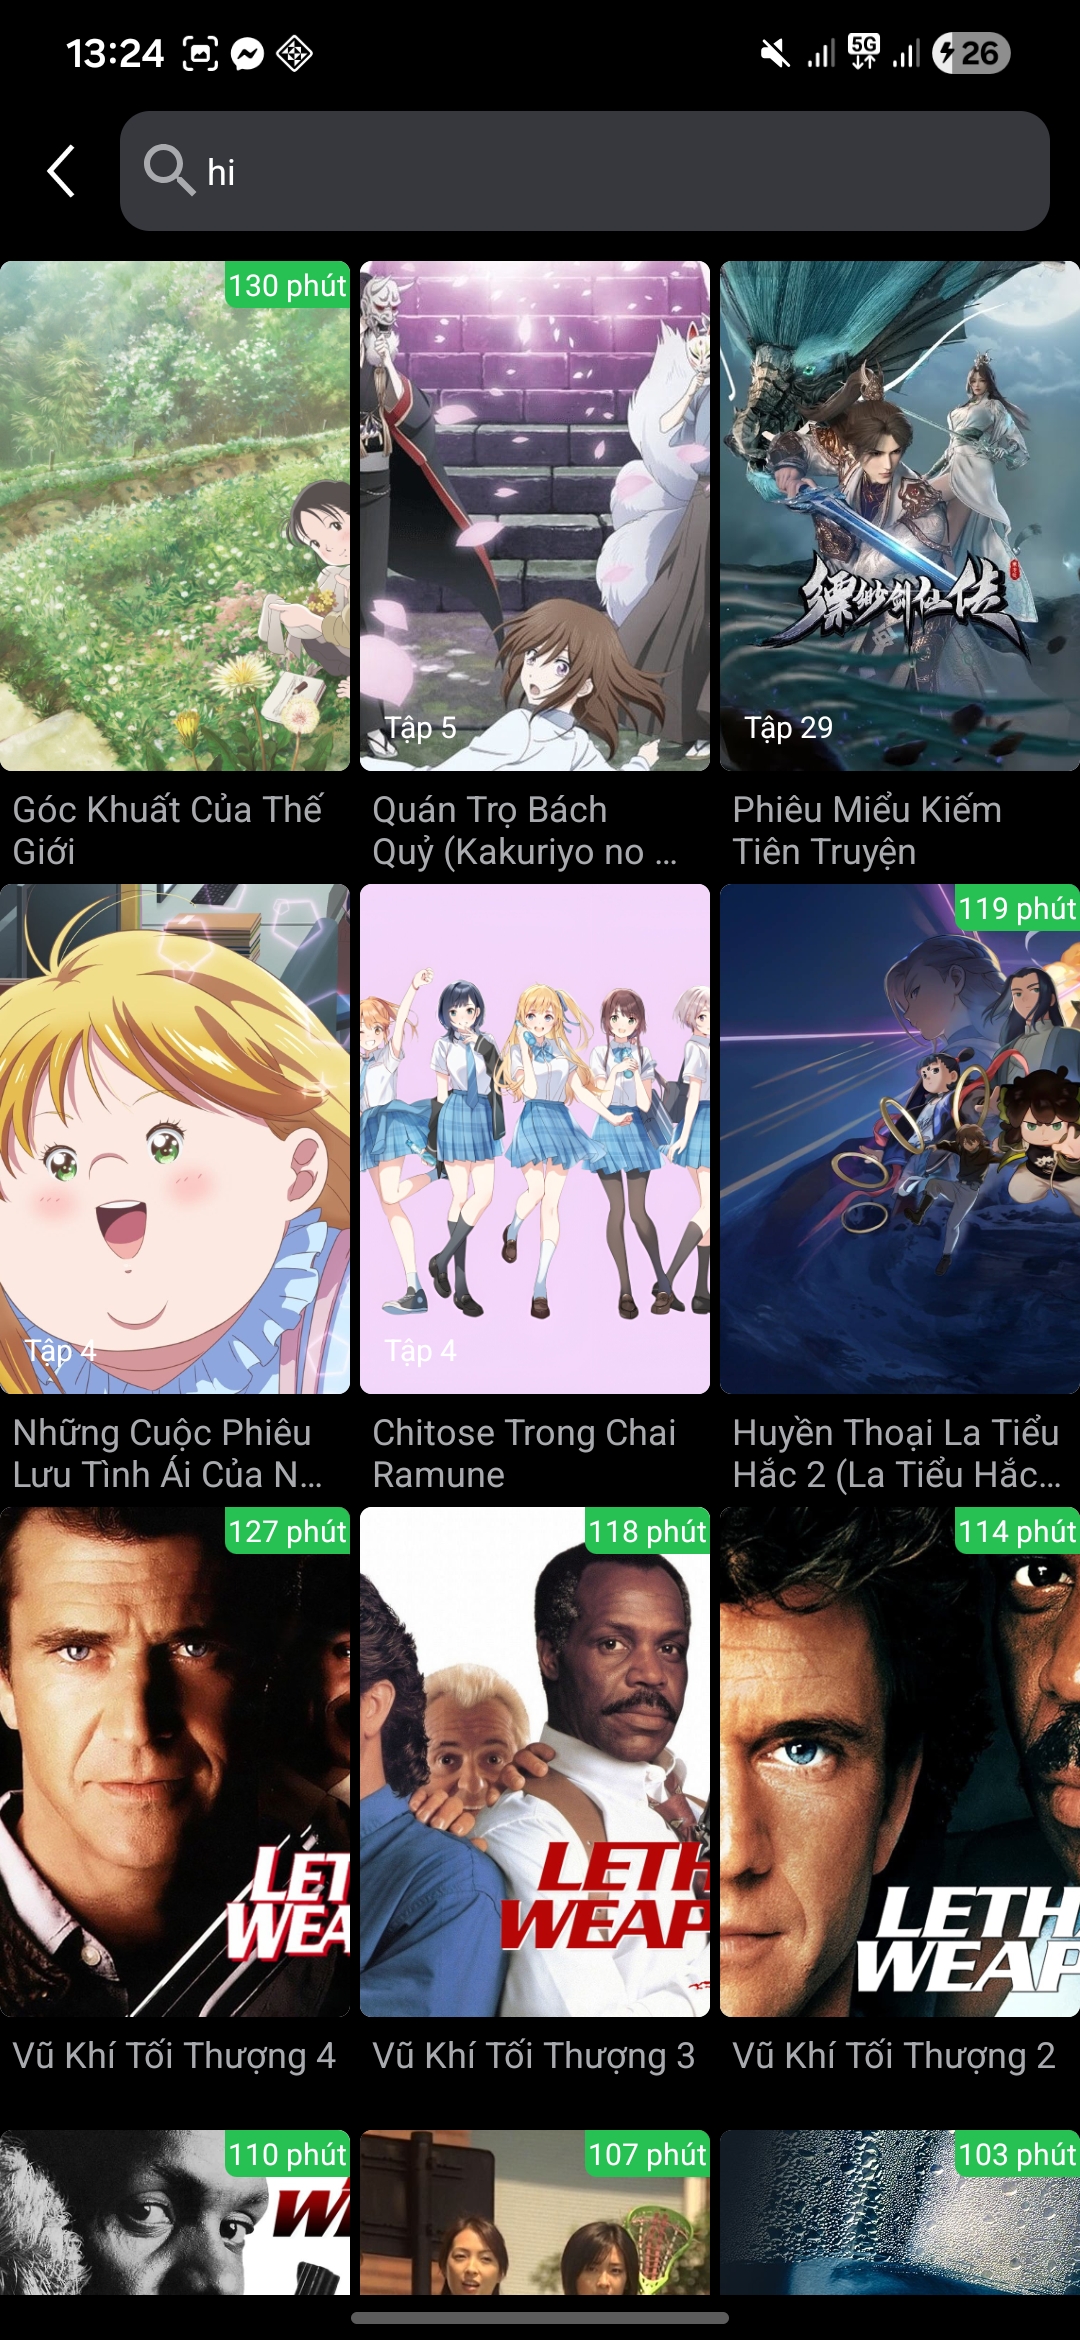 13:24
5G
26
hi
130 phút
Tập 5
缥缈剑仙传
Tập 29
Góc Khuất Của Thế
Giới
Quán Trọ Bách
Quỷ (Kakuriyo no ...
Phiêu Miểu Kiếm
Tiên Truyện
119 phút
Tập 4
Tập 4
Những Cuộc Phiêu
Lưu Tình Ái Của N...
Chitose Trong Chai
Ramune
Huyền Thoại La Tiểu
Hắc 2 (La Tiểu Hắc...
127 phút
118 phút
114 phút
LET
WEA
LETH
WEAP
LETH
WEAP
Vũ Khí Tối Thượng 4
Vũ Khí Tối Thượng 3
Vũ Khí Tối Thượng 2
110 phút
107 phút
103 phút